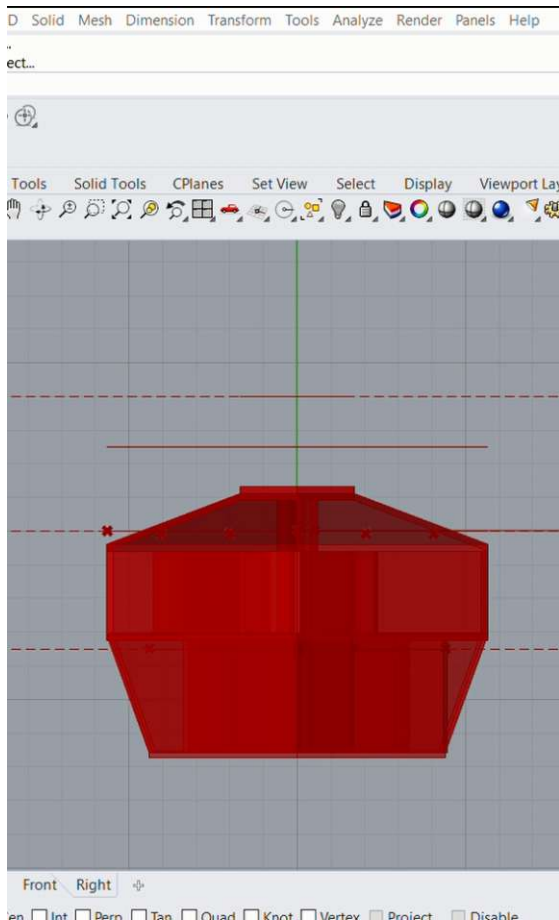 D Solid Mesh Dimension Transform Tools Analyze Render Panels Help
..
ect...
Tools Solid Tools CPlanes Set View Select Display Viewport Lay
Front Right
en Int Perp Tan Quad Knot Vertex Project Disable